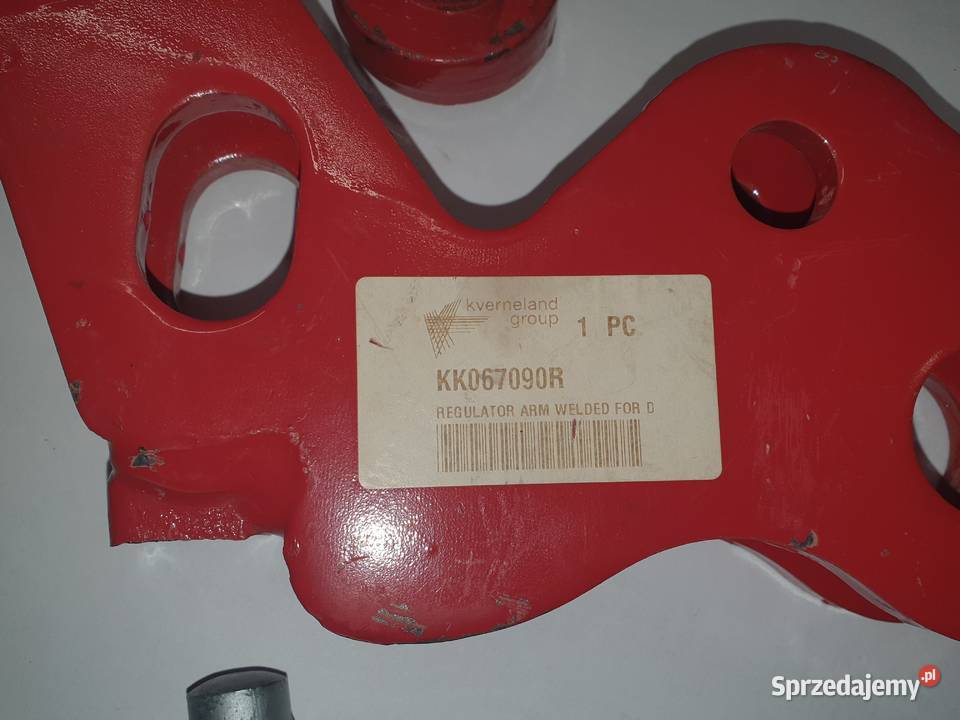 kverneland
group
1 PC
KK067090R
REGULATOR ARM WELDED FOR D
Sprzedajemy.pl